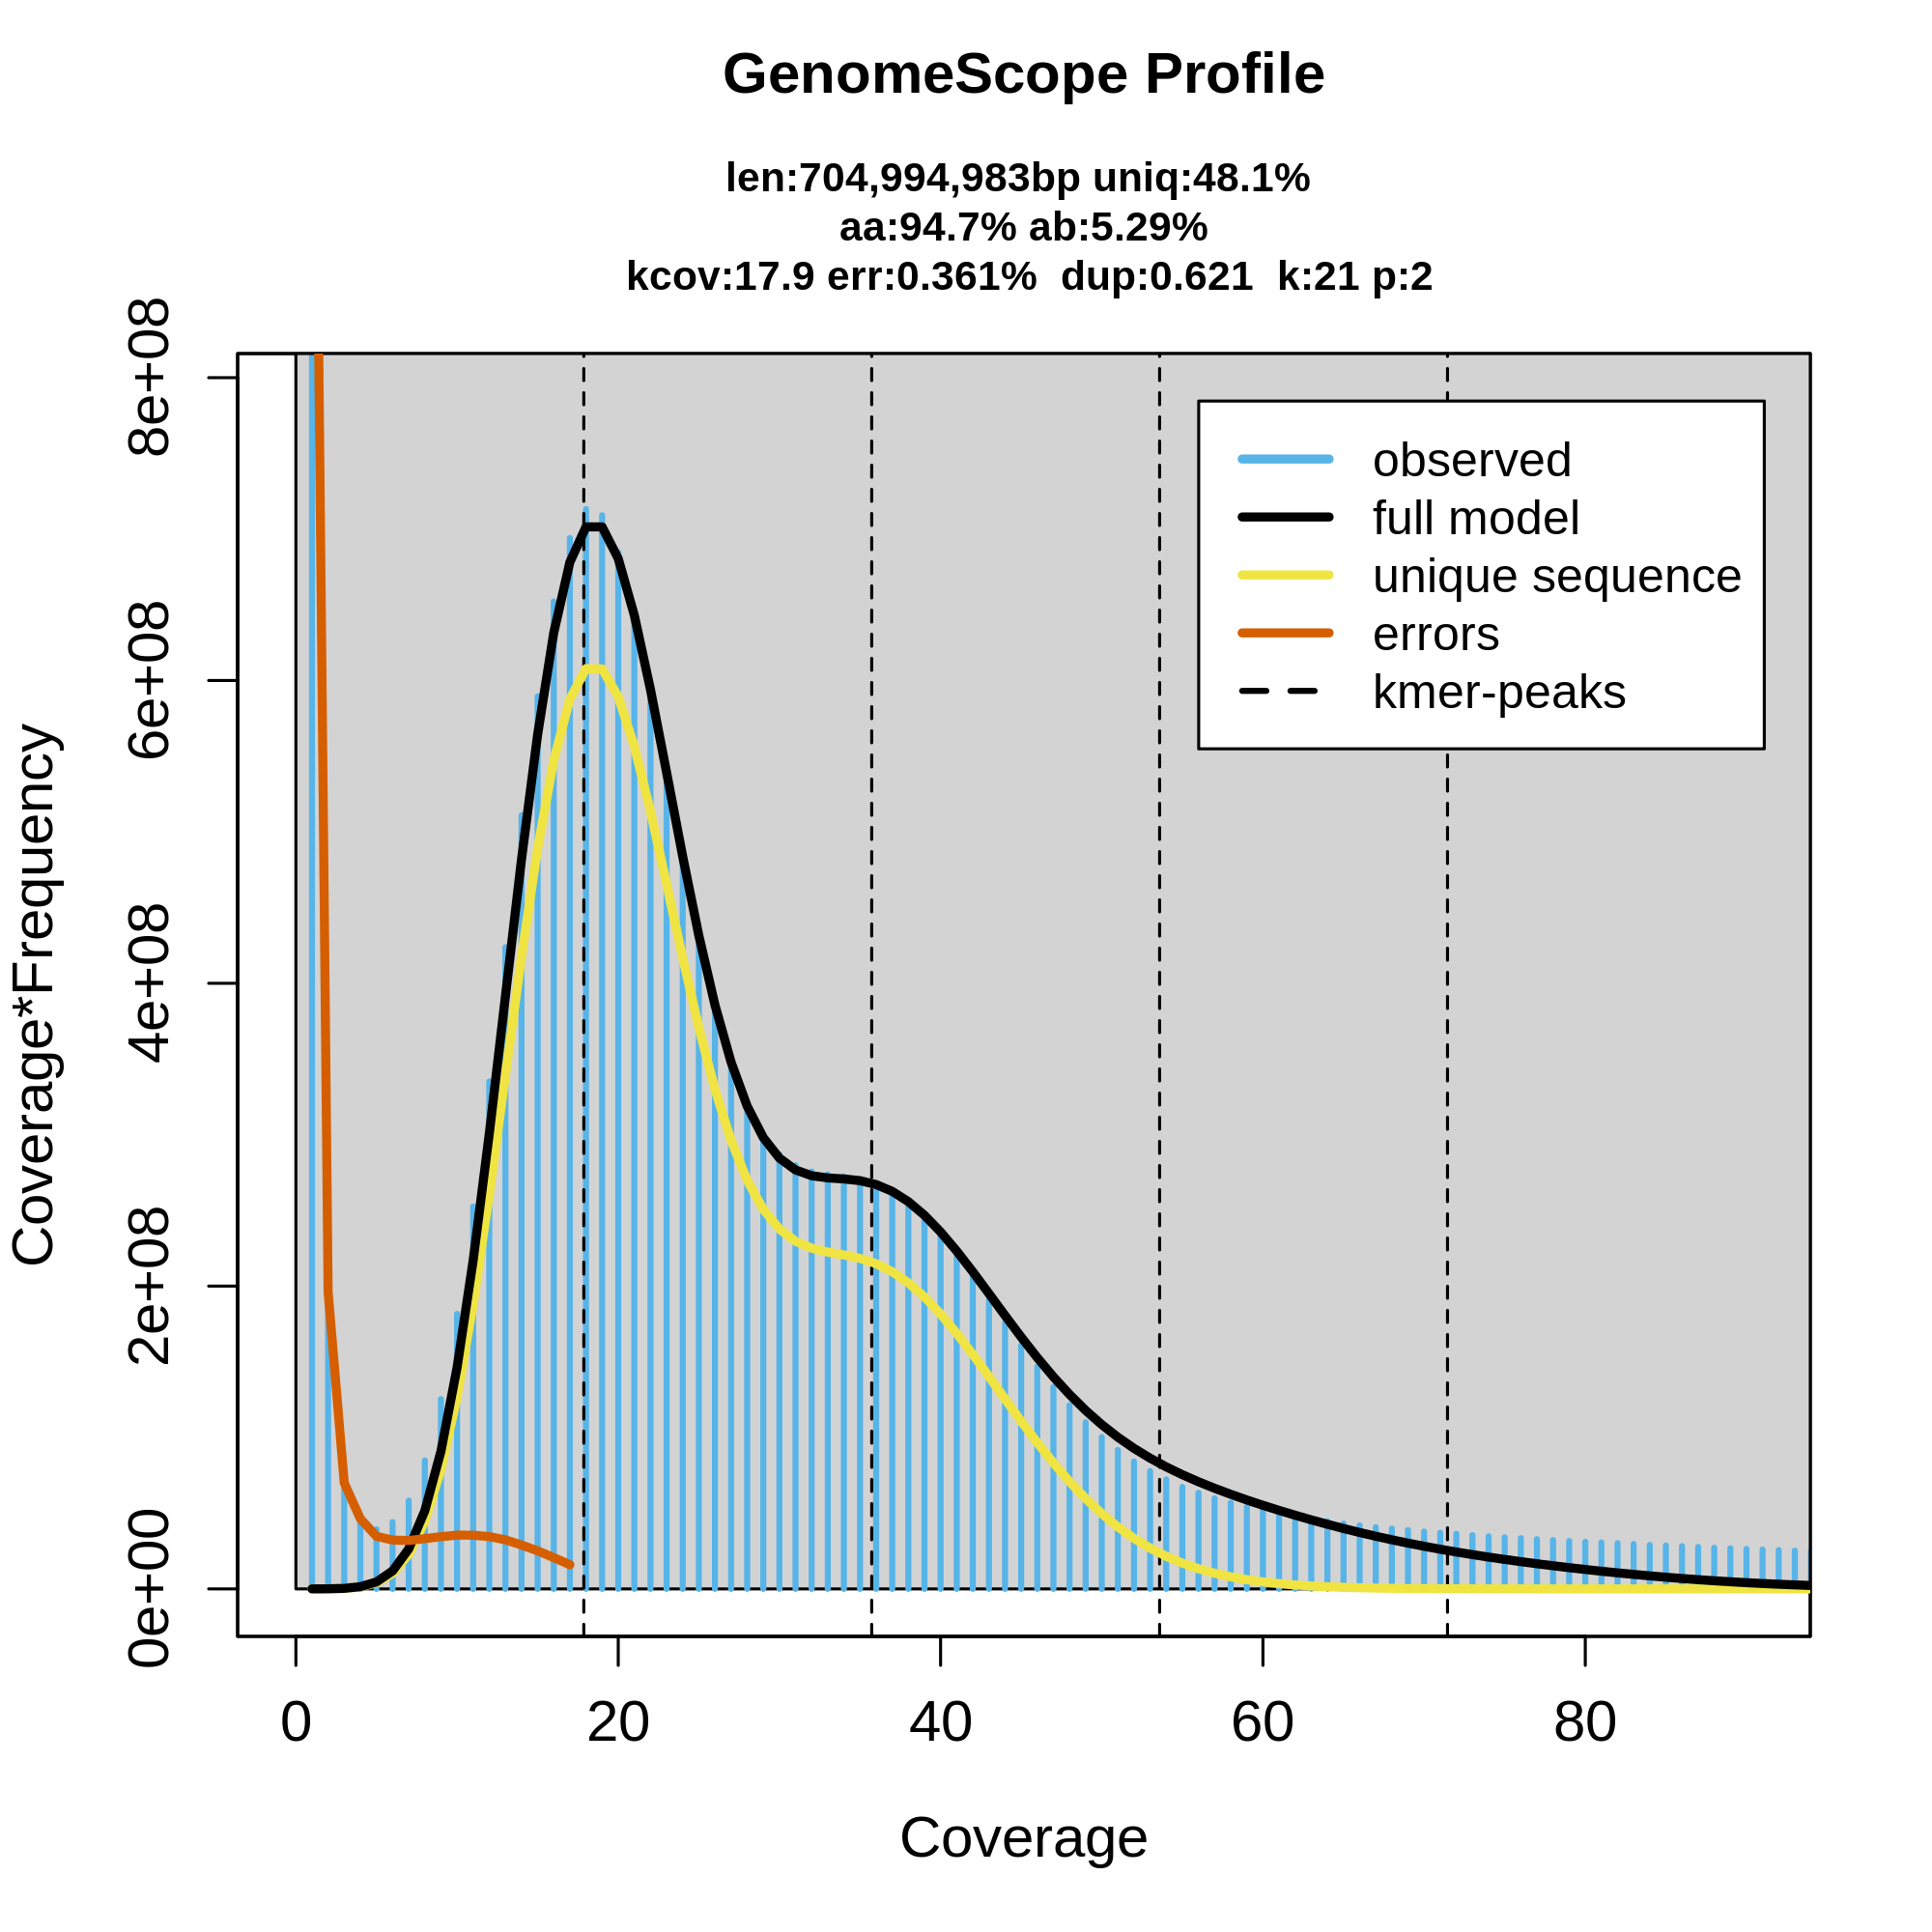 GenomeScope Profile
len:704,994,983bp uniq:48.1%
aa:94.7% ab:5.29%
kcov:17.9 err:0.361%  dup:0.621  k:21 p:2
Coverage*Frequency
8e+08
6e+08
4e+08
2e+08
0e+00
observed
full model
unique sequence
errors
kmer-peaks
0 20 40 60 80
Coverage